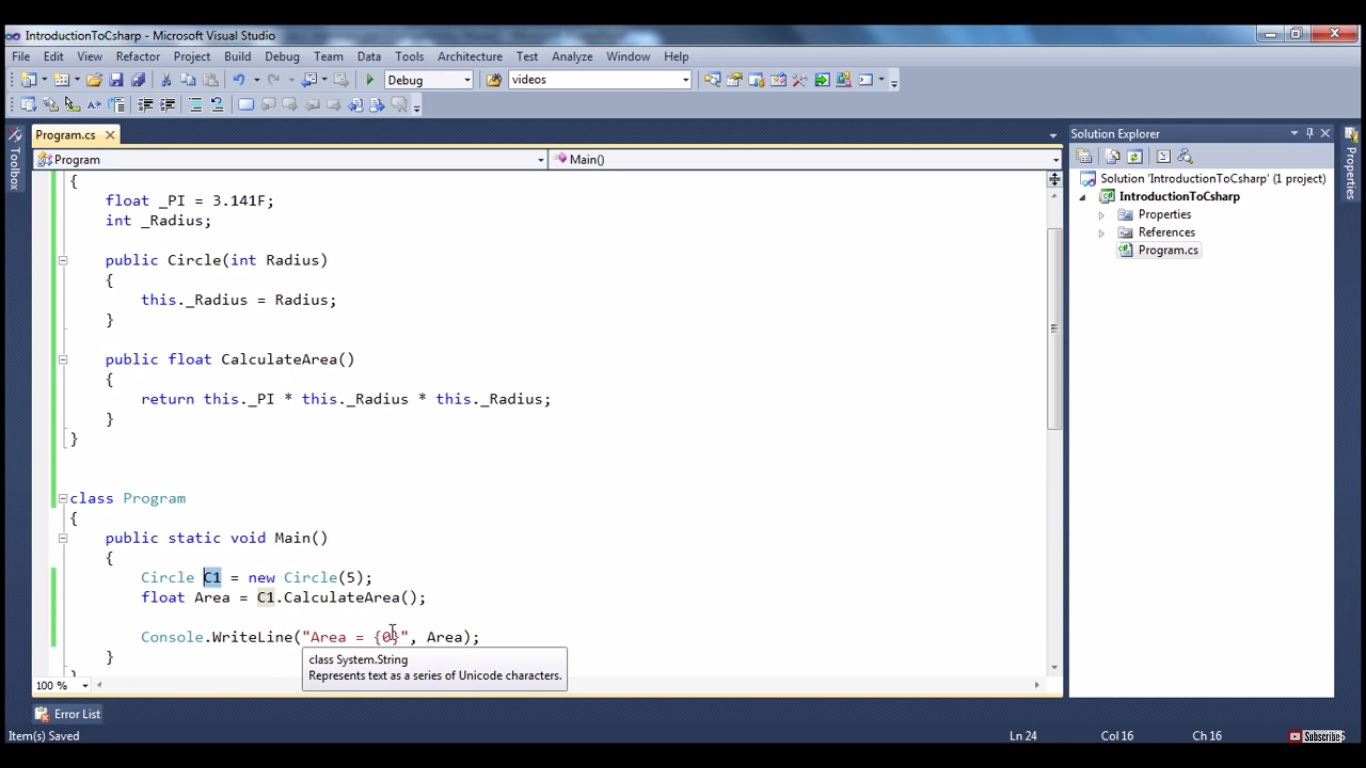 IntroductionToCsharp - Microsoft Visual Studio
File Edit View Refactor Project Build Debug Team Data Tools Architecture Test Analyze Window Help
Debug videos
Program.cs
Solution Explorer
Toolbox
Properties
Program Main()
Solution 'IntroductionToCsharp' (1 project)
IntroductionToCsharp
Properties
References
Program.cs
{
float _PI = 3.141F;
int _Radius;
public Circle(int Radius)
{
this._Radius = Radius;
}
public float CalculateArea()
{
return this._PI * this._Radius * this._Radius;
}
}
class Program
{
public static void Main()
{
Circle C1 = new Circle(5);
float Area = C1.CalculateArea();
Console.WriteLine("Area = {0}", Area);
}
class System.String
Represents text as a series of Unicode characters.
100 %
Error List
Item(s) Saved Ln 24 Col 16 Ch 16 Subscribe